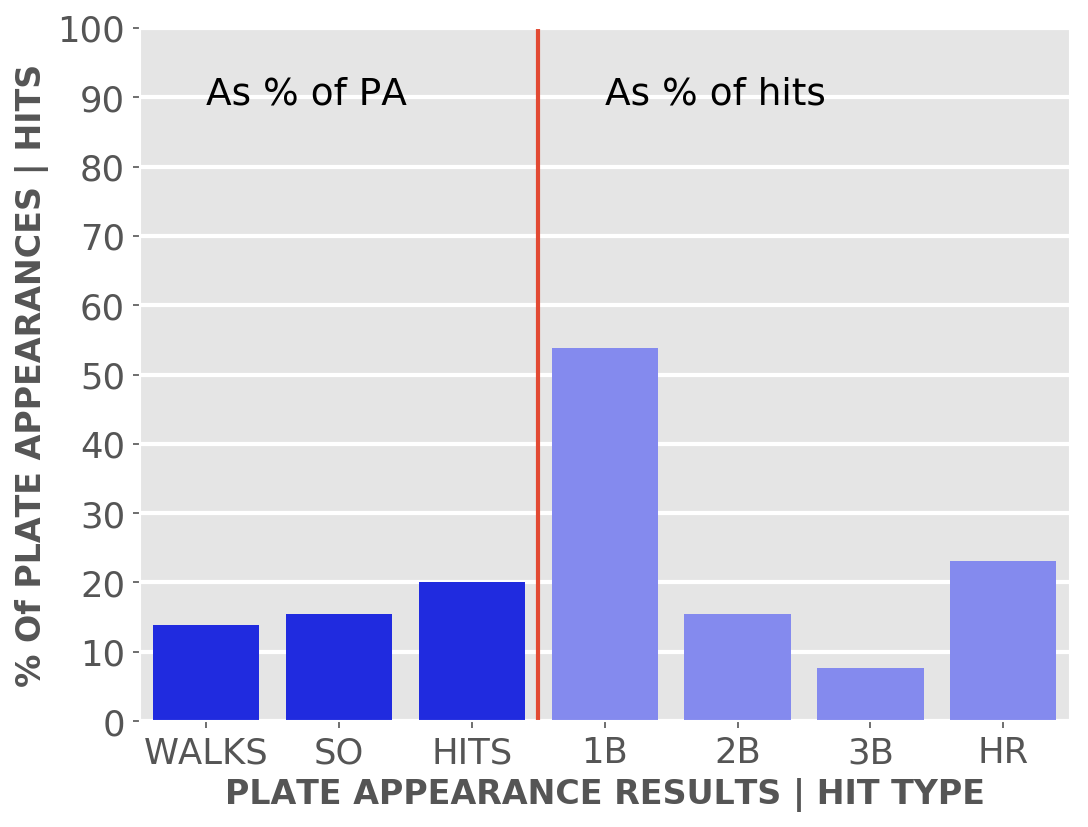 As % of PA
As % of hits
% Of PLATE APPEARANCES | HITS
100
90
80
70
60
50
40
30
20
10
0
WALKS SO HITS 1B 2B 3B HR
PLATE APPEARANCE RESULTS | HIT TYPE